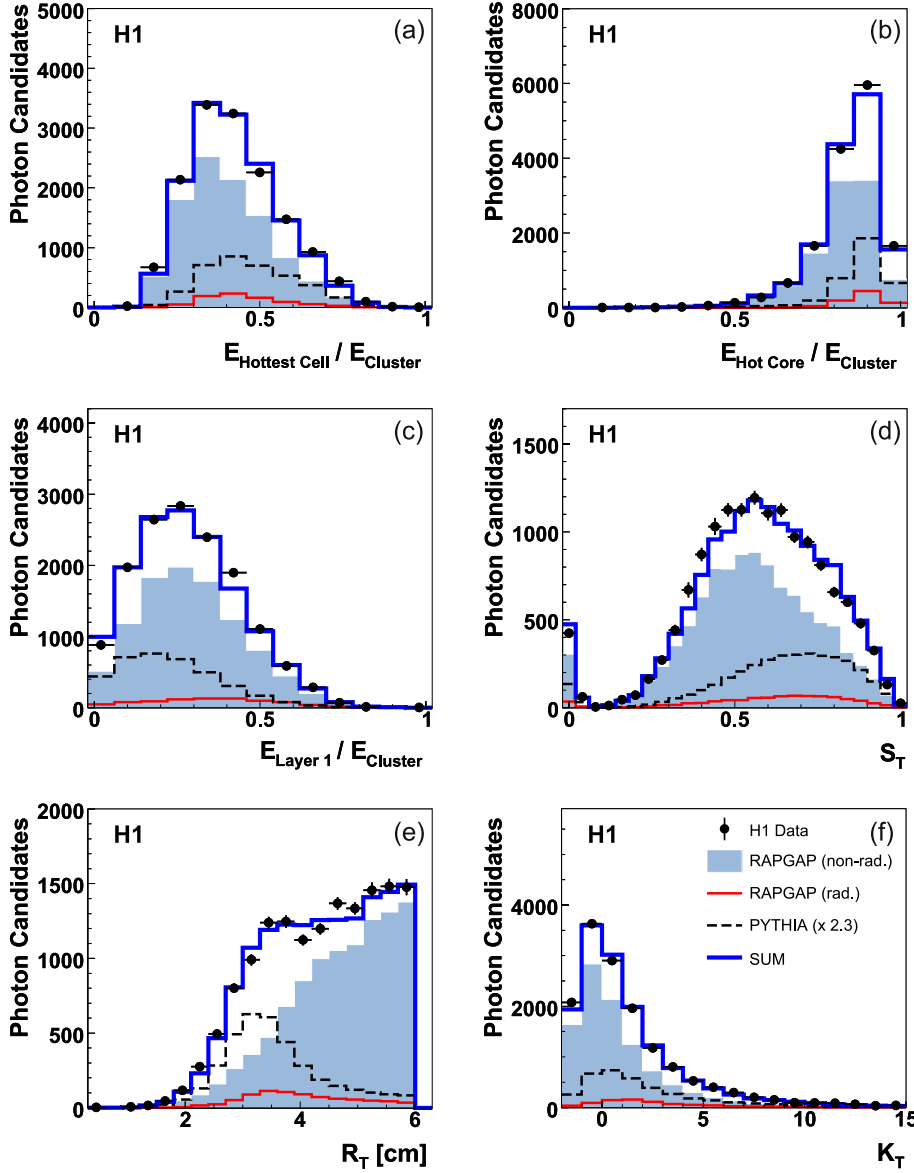 H1
(a)
Photon Candidates
5000
4000
3000
2000
1000
0
0
0.5
1
E_Hottest Cell / E_Cluster
H1
(b)
Photon Candidates
8000
6000
4000
2000
0
0
0.5
1
E_Hot Core / E_Cluster
H1
(c)
Photon Candidates
4000
3000
2000
1000
0
0
0.5
1
E_Layer 1 / E_Cluster
H1
(d)
Photon Candidates
1500
1000
500
0
0
0.5
1
S_T
H1
(e)
Photon Candidates
2000
1500
1000
500
0
2
4
6
R_T [cm]
H1
(f)
Photon Candidates
H1 Data
RAPGAP (non-rad.)
RAPGAP (rad.)
PYTHIA (x 2.3)
SUM
6000
4000
2000
0
0
5
10
15
K_T